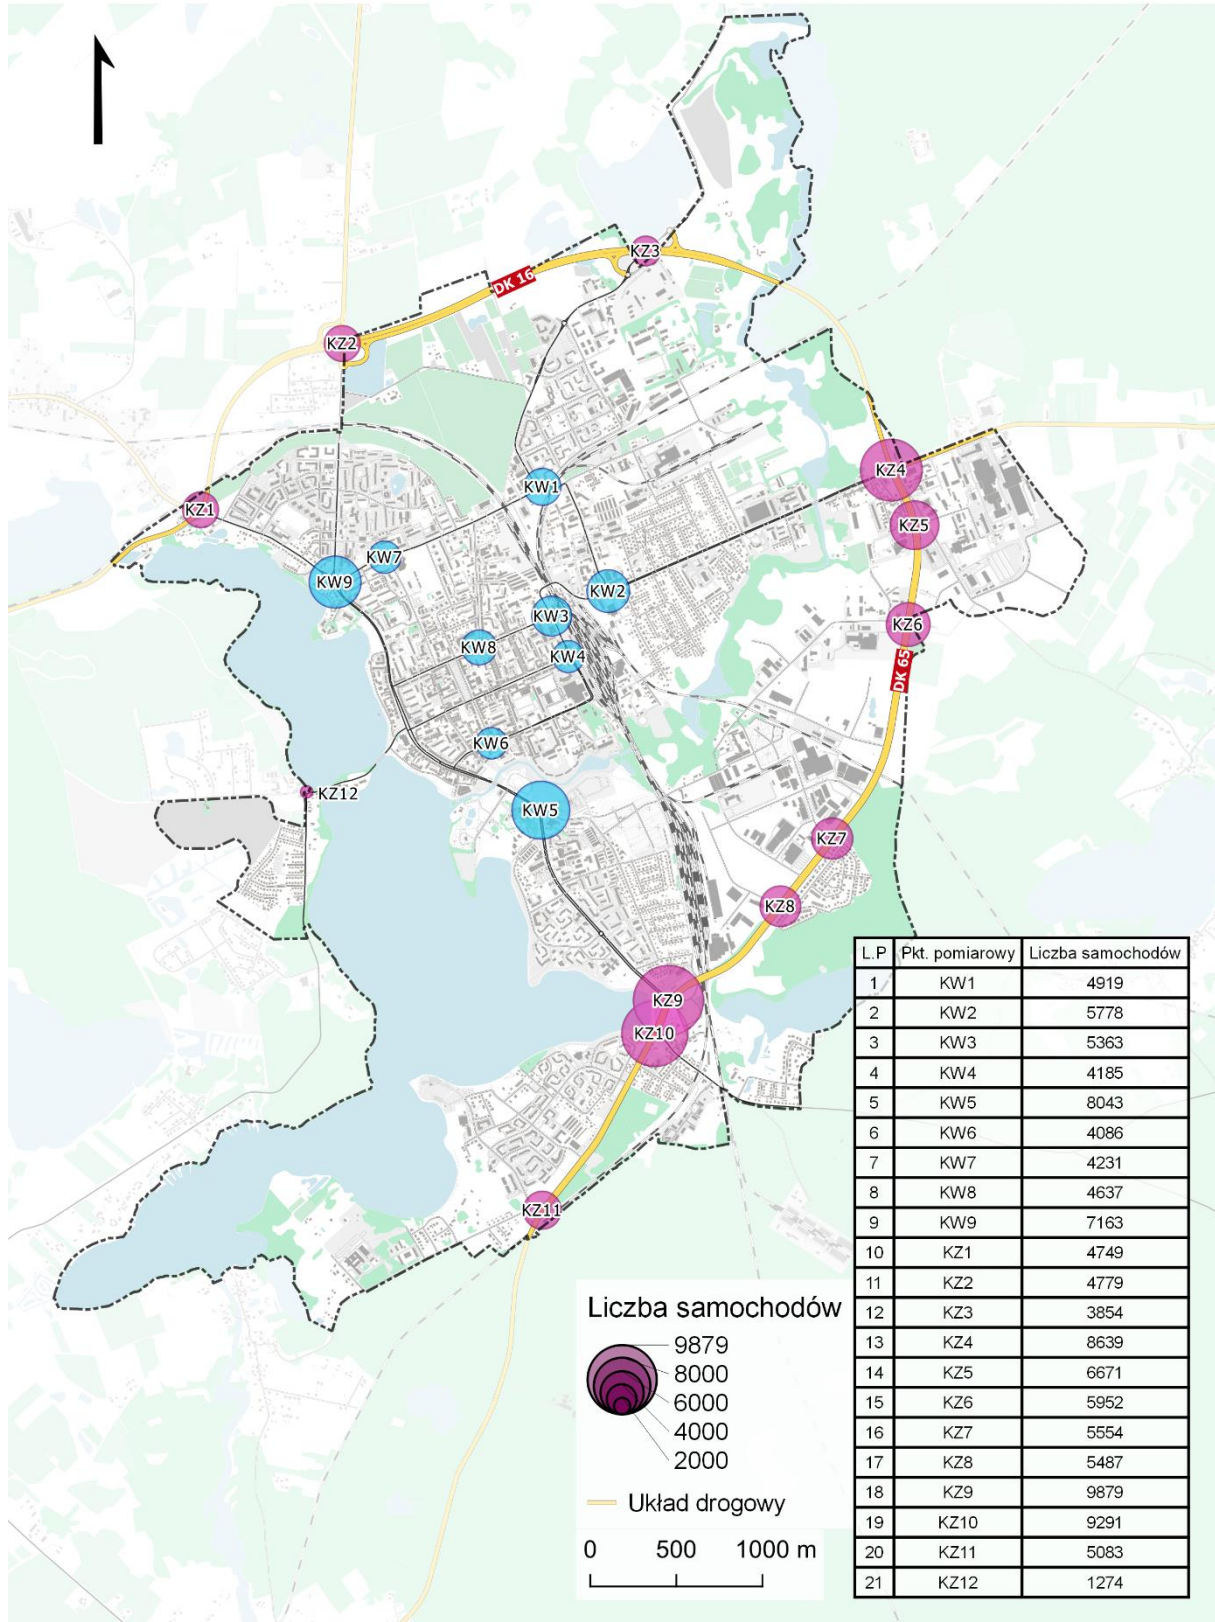 KZ3
DK 16
KZ2
KZ4
KW1
KZ1
KZ5
KW7
KW9
KW2
KW3
KZ6
KW8
KW4
DK 65
KW6
KZ12
KW5
KZ7
KZ8
KZ9
KZ10
KZ11
L.P Pkt. pomiarowy Liczba samochodów
1 KW1 4919
2 KW2 5778
3 KW3 5363
4 KW4 4185
5 KW5 8043
6 KW6 4086
7 KW7 4231
8 KW8 4637
9 KW9 7163
10 KZ1 4749
11 KZ2 4779
12 KZ3 3854
13 KZ4 8639
14 KZ5 6671
15 KZ6 5952
16 KZ7 5554
17 KZ8 5487
18 KZ9 9879
19 KZ10 9291
20 KZ11 5083
21 KZ12 1274
Liczba samochodów
9879
8000
6000
4000
2000
Układ drogowy
0 500 1000 m